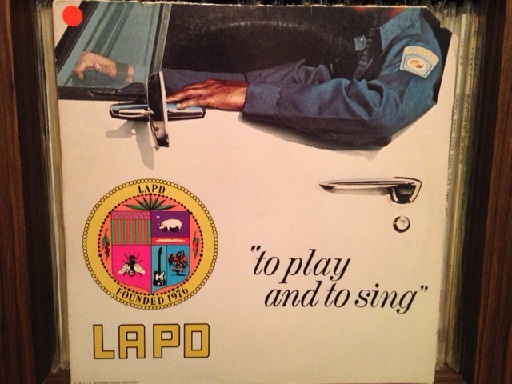 LAPD
FOUNDED 1976
"to play
and to sing"
LAPD